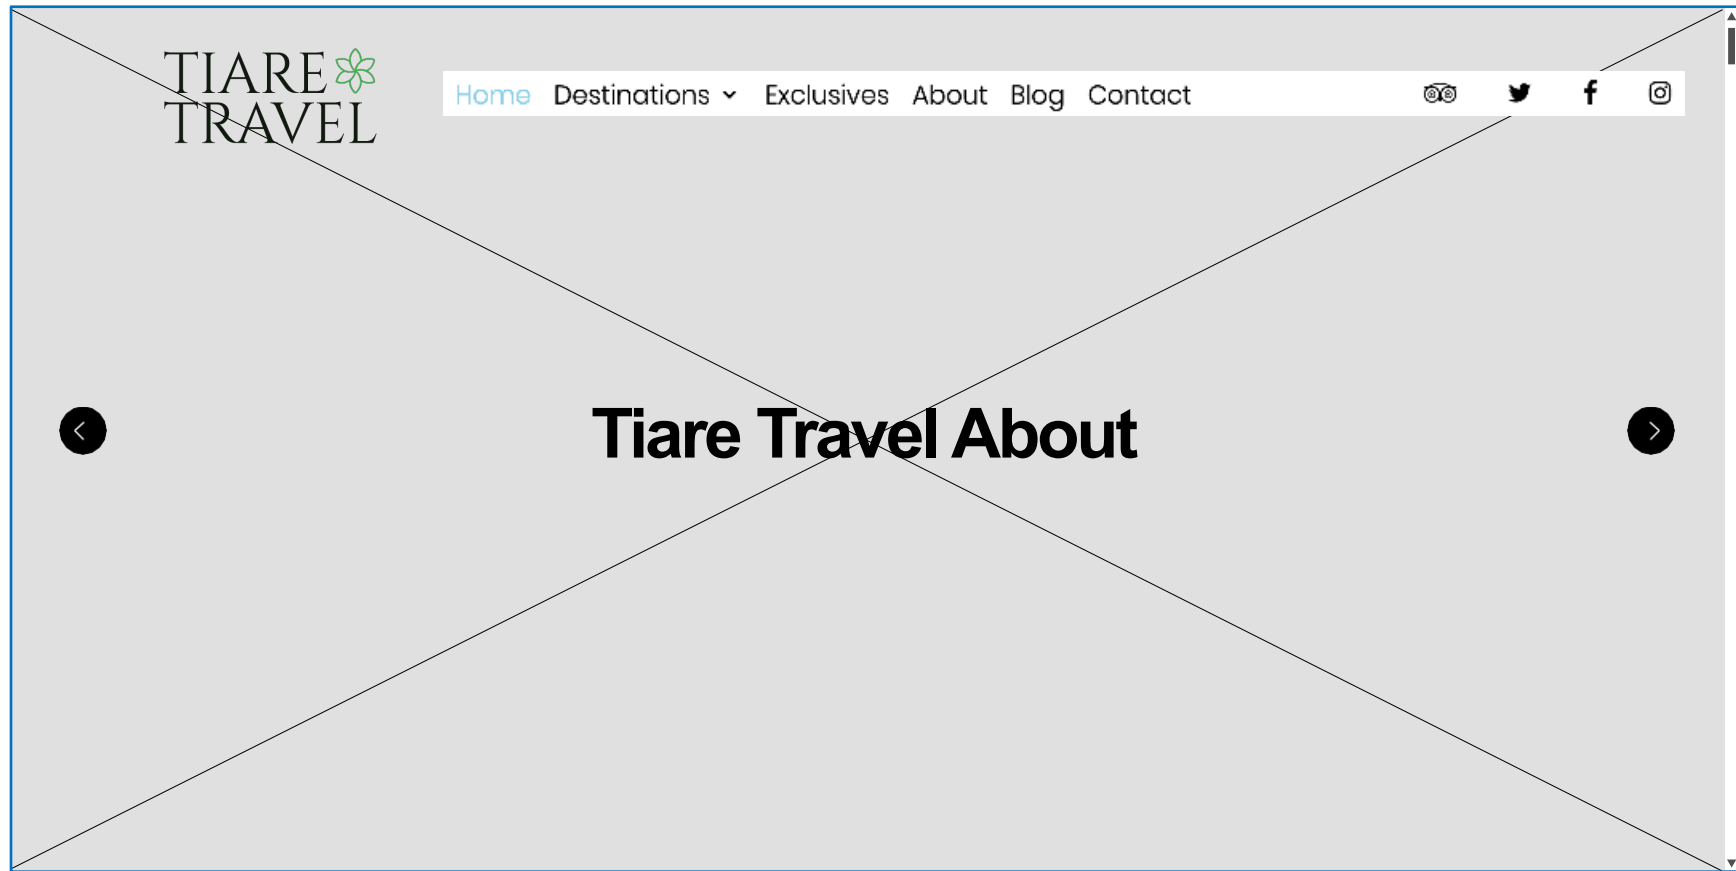 TIARE
TRAVEL
Home Destinations Exclusives About Blog Contact
Tiare Travel About